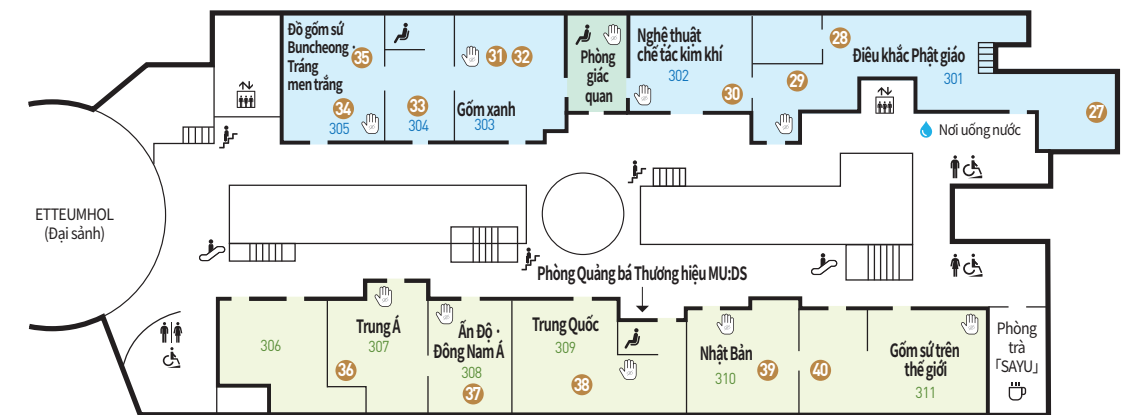 Đồ gốm sứ
Buncheong ·
Tráng
men trắng
35
34
305
33
304
31 32
Gốm xanh
303
Phòng
giác
quan
Nghệ thuật
chế tác kim khí
302
30
29
28
Điêu khắc Phật giáo
301
27
Nơi uống nước
ETTEUMHOL
(Đại sảnh)
Phòng Quảng bá Thương hiệu MU:DS
306
36
Trung Á
307
Ấn Độ ·
Đông Nam Á
308
37
Trung Quốc
309
38
Nhật Bản
310
39
40
Gốm sứ trên
thế giới
311
Phòng
trà
「SAYU」